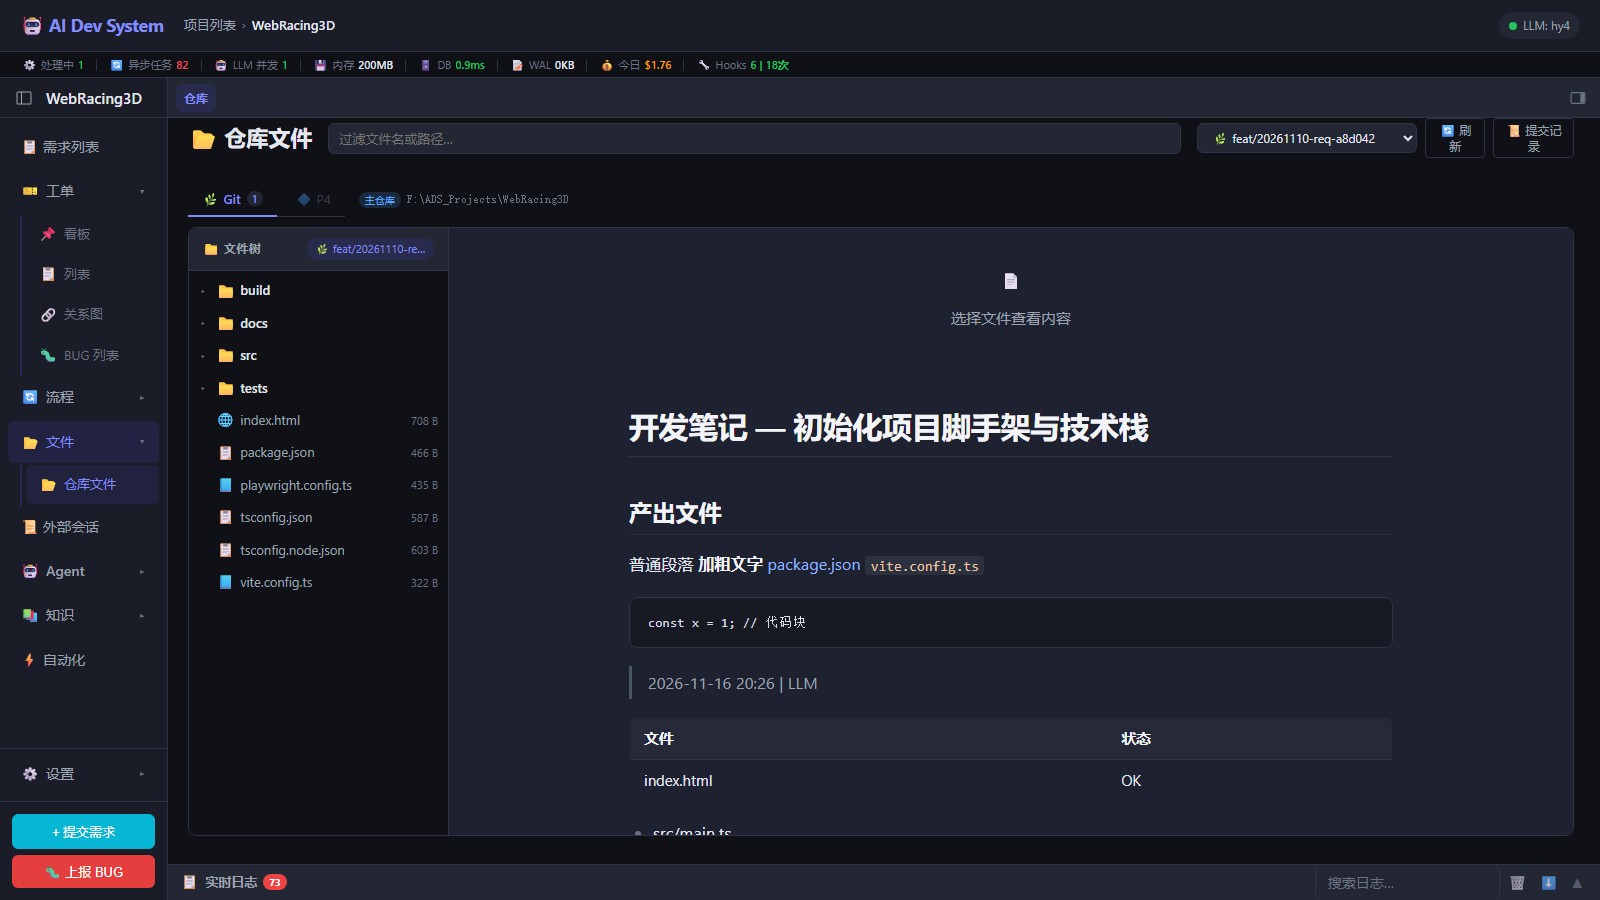 AI Dev System
项目列表 › WebRacing3D
LLM: hy4
处理中 1
异步任务 82
LLM 并发 1
内存 200MB
DB 0.9ms
WAL 0KB
今日 $1.76
Hooks 6 | 18次
WebRacing3D
仓库
需求列表
工单
看板
列表
关系图
BUG 列表
流程
文件
仓库文件
外部会话
Agent
知识
自动化
设置
+ 提交需求
上报 BUG
仓库文件
过滤文件名或路径...
feat/20261110-req-a8d042
刷新
提交记录
Git 1
P4
主仓库 F:\ADS_Projects\WebRacing3D
文件树
feat/20261110-re...
build
docs
src
tests
index.html 708 B
package.json 466 B
playwright.config.ts 435 B
tsconfig.json 587 B
tsconfig.node.json 603 B
vite.config.ts 322 B
选择文件查看内容
开发笔记 — 初始化项目脚手架与技术栈
产出文件
普通段落 加粗文字 package.json vite.config.ts
const x = 1; // 代码块
2026-11-16 20:26 | LLM
文件 状态
index.html OK
src/main.ts
实时日志 73
搜索日志...